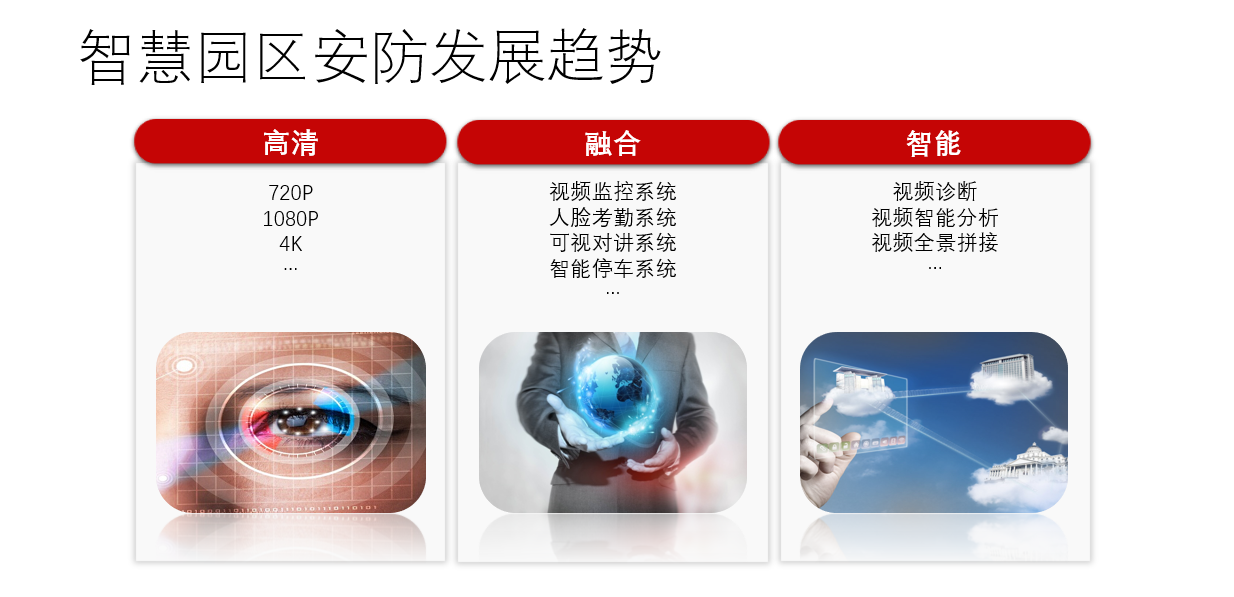 智慧园区安防发展趋势
高清
720P
1080P
4K
...
融合
视频监控系统
人脸考勤系统
可视对讲系统
智能停车系统
...
智能
视频诊断
视频智能分析
视频全景拼接
...